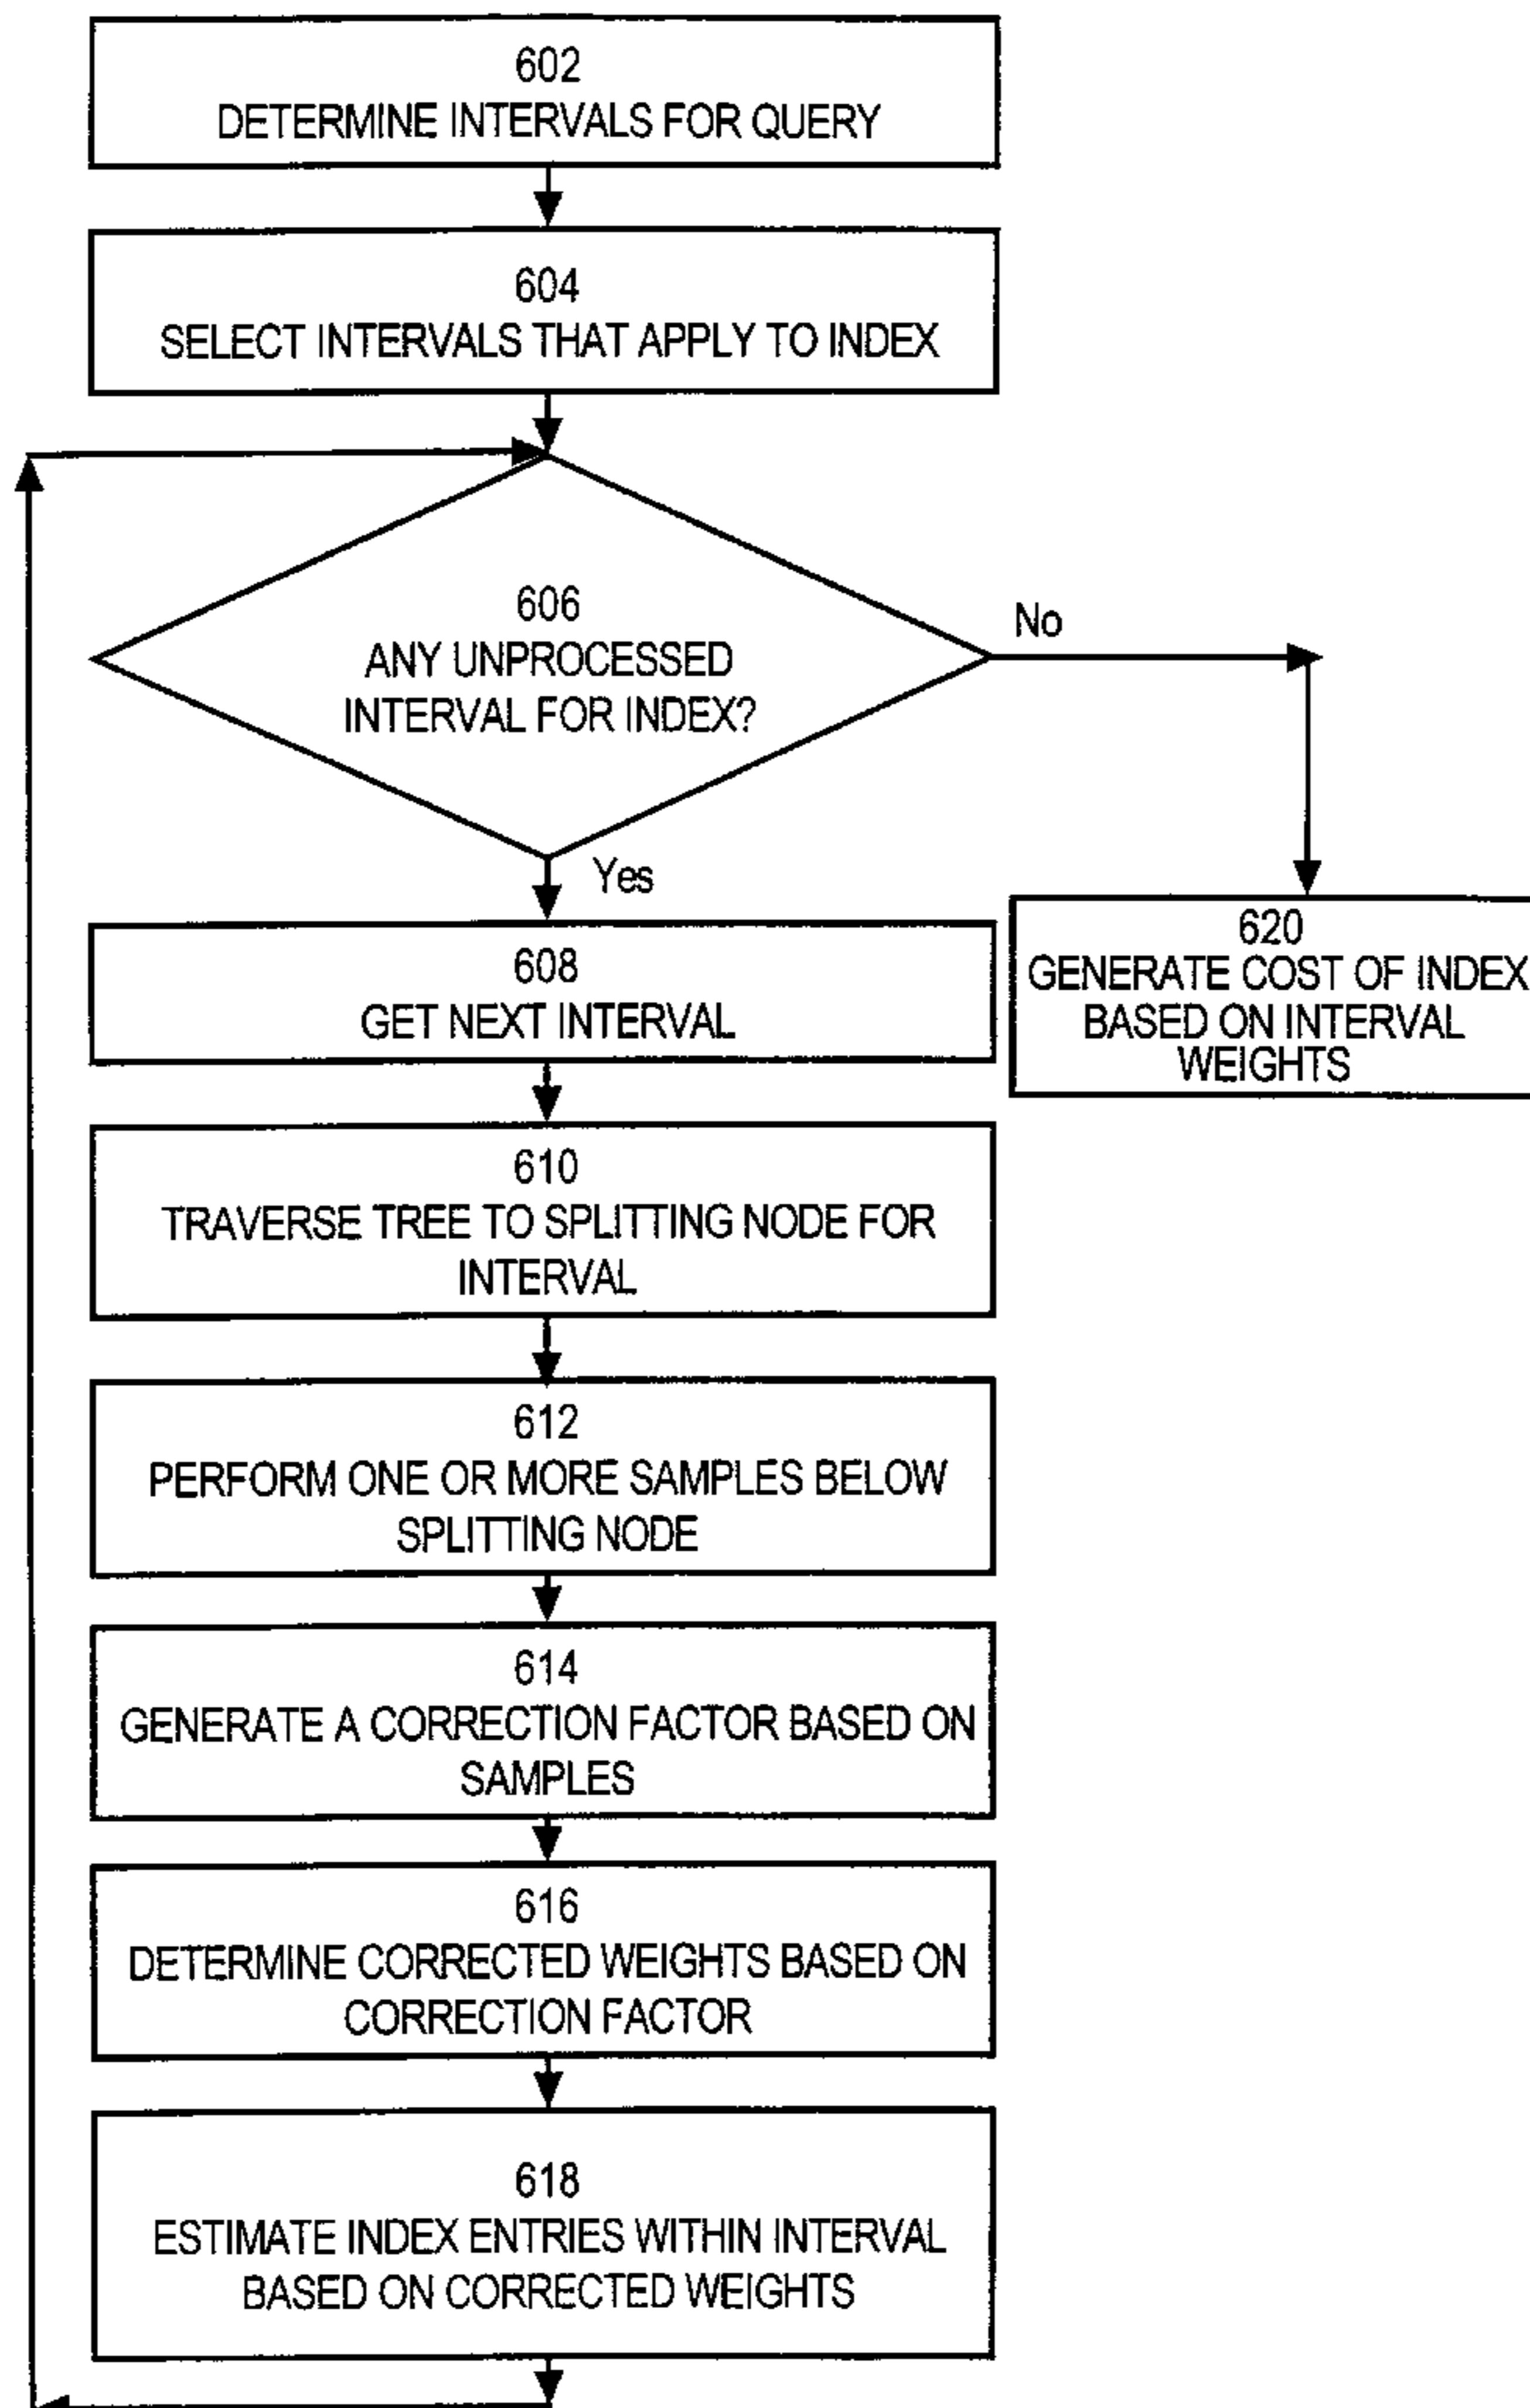 602
DETERMINE INTERVALS FOR QUERY
604
SELECT INTERVALS THAT APPLY TO INDEX
606
ANY UNPROCESSED
INTERVAL FOR INDEX?
No
Yes
608
GET NEXT INTERVAL
620
GENERATE COST OF INDEX
BASED ON INTERVAL
WEIGHTS
610
TRAVERSE TREE TO SPLITTING NODE FOR
INTERVAL
612
PERFORM ONE OR MORE SAMPLES BELOW
SPLITTING NODE
614
GENERATE A CORRECTION FACTOR BASED ON
SAMPLES
616
DETERMINE CORRECTED WEIGHTS BASED ON
CORRECTION FACTOR
618
ESTIMATE INDEX ENTRIES WITHIN INTERVAL
BASED ON CORRECTED WEIGHTS